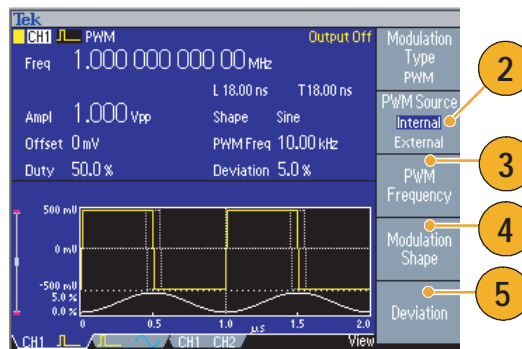 Tek
CH1 PWM Output Off
Freq 1.000 000 000 00 MHz
L 18.00 ns T18.00 ns
Ampl 1.000 Vpp Shape Sine
Offset 0 mV PWM Freq 10.00 kHz
Duty 50.0 % Deviation 5.0 %
Modulation
Type
PWM
PWM Source
Internal
External
PWM
Frequency
Modulation
Shape
Deviation
2
3
4
5
500 mU
0 mU
-500 mU
5.0 %
0.0 %
0 0.5 1.0 1.5 2.0
µs
CH1 CH1 CH2 View